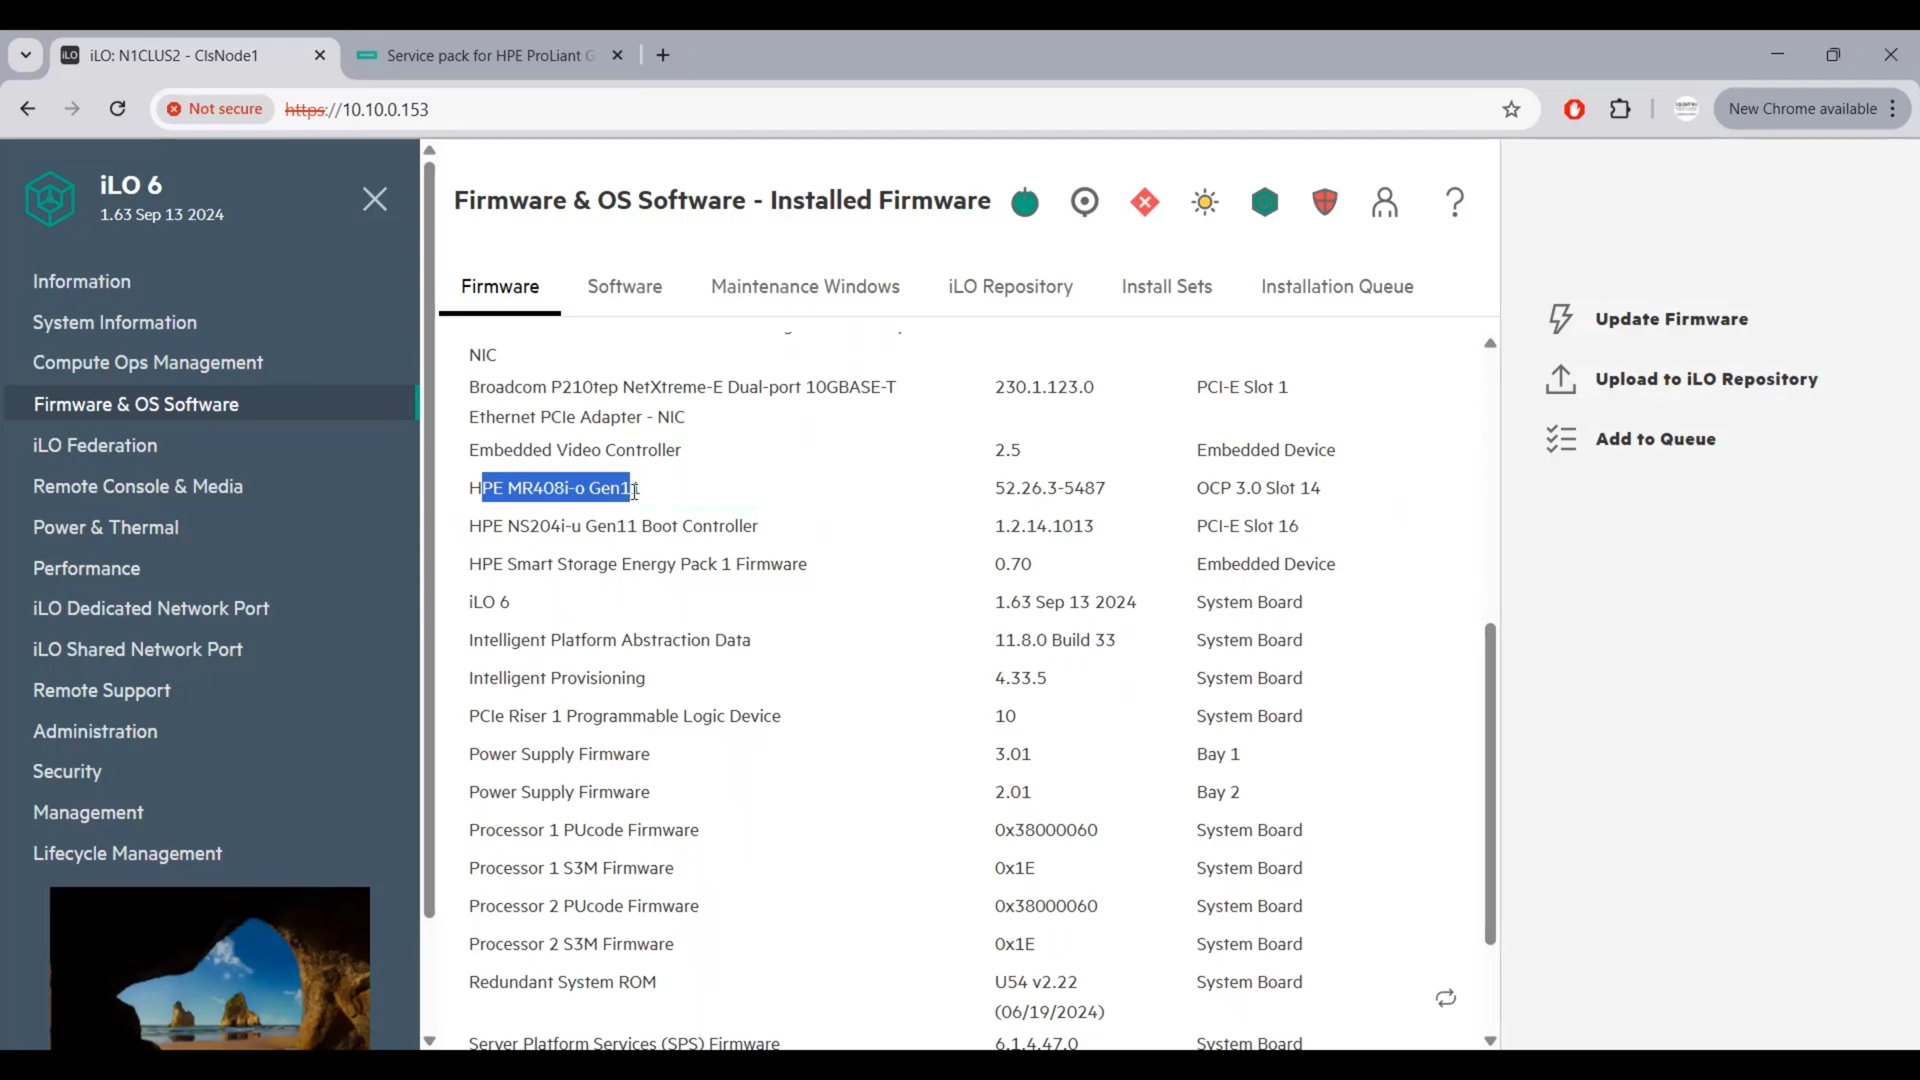 iLO: N1CLUS2 - ClsNode1
Service pack for HPE ProLiant G
Not secure
https://10.10.0.153
New Chrome available
iLO 6
1.63 Sep 13 2024
Information
System Information
Compute Ops Management
Firmware & OS Software
iLO Federation
Remote Console & Media
Power & Thermal
Performance
iLO Dedicated Network Port
iLO Shared Network Port
Remote Support
Administration
Security
Management
Lifecycle Management
Firmware & OS Software - Installed Firmware
Firmware Software Maintenance Windows iLO Repository Install Sets Installation Queue
NIC
Broadcom P210tep NetXtreme-E Dual-port 10GBASE-T 230.1.123.0 PCI-E Slot 1
Ethernet PCIe Adapter - NIC
Embedded Video Controller 2.5 Embedded Device
HPE MR408i-o Gen11 52.26.3-5487 OCP 3.0 Slot 14
HPE NS204i-u Gen11 Boot Controller 1.2.14.1013 PCI-E Slot 16
HPE Smart Storage Energy Pack 1 Firmware 0.70 Embedded Device
iLO 6 1.63 Sep 13 2024 System Board
Intelligent Platform Abstraction Data 11.8.0 Build 33 System Board
Intelligent Provisioning 4.33.5 System Board
PCIe Riser 1 Programmable Logic Device 10 System Board
Power Supply Firmware 3.01 Bay 1
Power Supply Firmware 2.01 Bay 2
Processor 1 PUcode Firmware 0x38000060 System Board
Processor 1 S3M Firmware 0x1E System Board
Processor 2 PUcode Firmware 0x38000060 System Board
Processor 2 S3M Firmware 0x1E System Board
Redundant System ROM U54 v2.22 System Board
(06/19/2024)
Server Platform Services (SPS) Firmware 6.1.4.47.0 System Board
Update Firmware
Upload to iLO Repository
Add to Queue